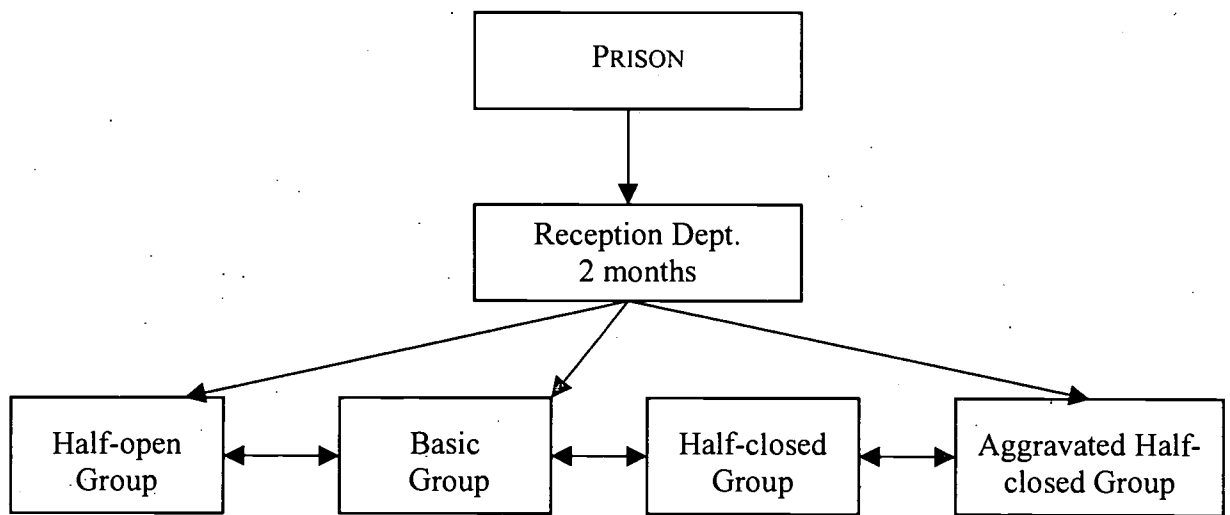 PRISON
Reception Dept.
2 months
Half-open
Group
Basic
Group
Half-closed
Group
Aggravated Half-
closed Group